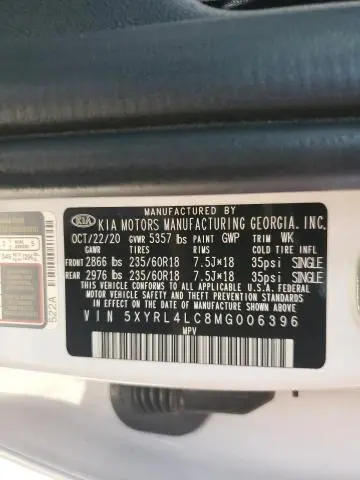 MANUFACTURED BY
KIA KIA MOTORS MANUFACTURING GEORGIA, INC.
OCT/22/20 GVWR 5357 lbs PAINT GWP TRIM WK
GAWR TIRES RIMS COLD TIRE INFL
FRONT 2866 lbs 235/60R18 7.5J×18 35psi SINGLE
REAR 2976 lbs 235/60R18 7.5J×18 35psi SINGLE
THIS VEHICLE CONFORMS TO ALL APPLICABLE U.S.A. FEDERAL
MOTOR VEHICLE SAFETY AND THEFT PREVENTION STANDARDS
IN EFFECT ON THE DATE OF MANUFACTURE SHOWN ABOVE.
VIN 5XYRL4LC8MG006396
MPV
522A